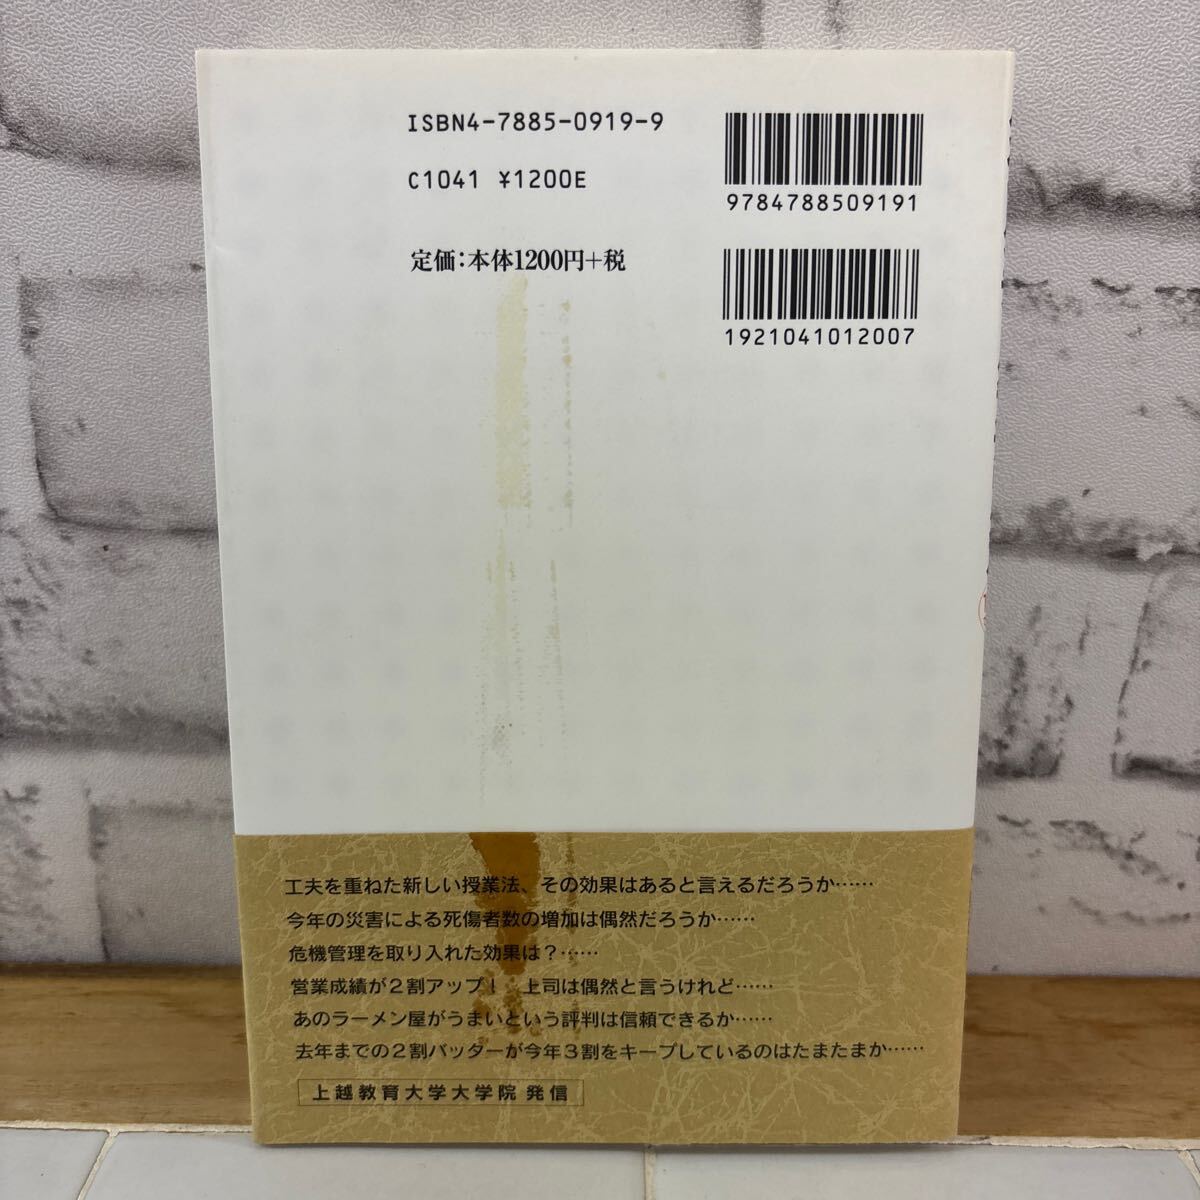 ISBN4-7885-0919-9
C1041 ¥1200E
定価:本体1200円+税
9784788509191
1921041012007
工夫を重ねた新しい授業法、その効果はあると言えるだろうか……
今年の災害による死傷者数の増加は偶然だろうか……
危機管理を取り入れた効果は?……
営業成績が2割アップ! 上司は偶然と言うけれど……
あのラーメン屋がうまいという評判は信頼できるか……
去年までの2割バッターが今年3割をキープしているのはたまたまか……
上越教育大学大学院 発信